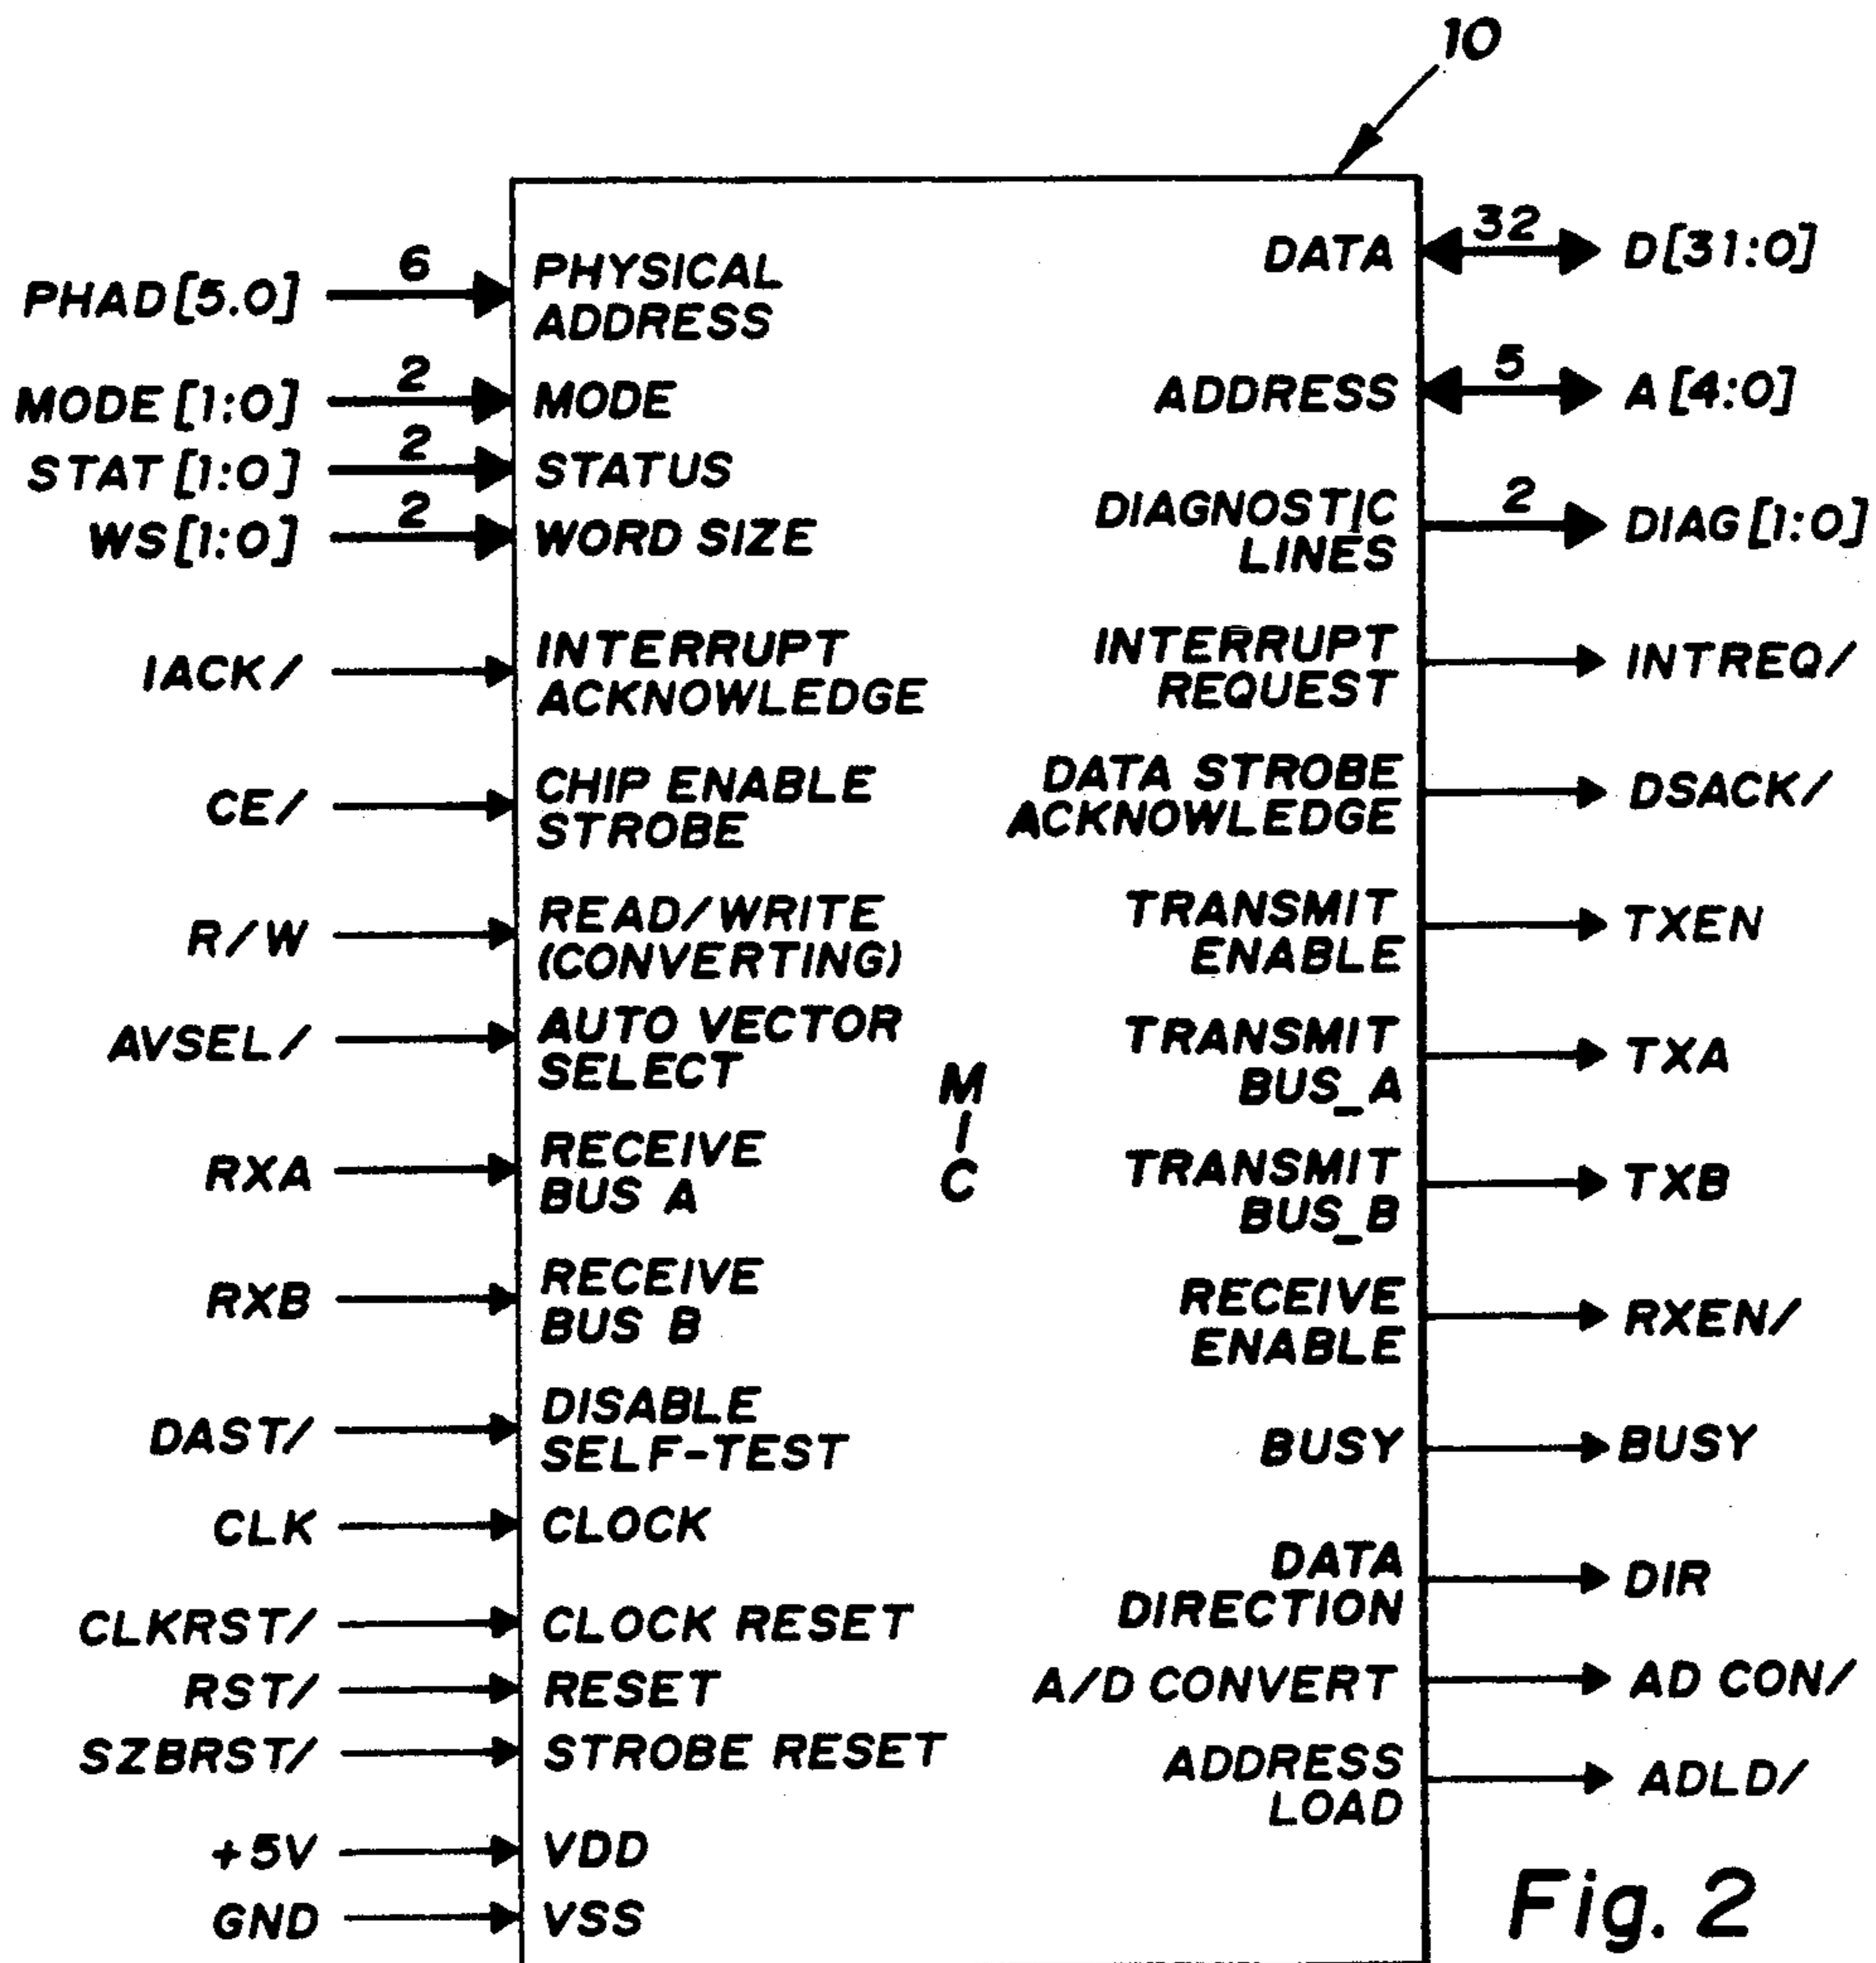 10
PHAD[5.0]
6
PHYSICAL
ADDRESS
MODE[1:0]
2
MODE
STAT[1:0]
2
STATUS
WS[1:0]
2
WORD SIZE
IACK/
INTERRUPT
ACKNOWLEDGE
CE/
CHIP ENABLE
STROBE
R/W
READ/WRITE
(CONVERTING)
AVSEL/
AUTO VECTOR
SELECT
RXA
RECEIVE
BUS A
RXB
RECEIVE
BUS B
DAST/
DISABLE
SELF-TEST
CLK
CLOCK
CLKRST/
CLOCK RESET
RST/
RESET
SZBRST/
STROBE RESET
+5V
VDD
GND
VSS
M
I
C
DATA
32
D[31:0]
ADDRESS
5
A[4:0]
DIAGNOSTIC
LINES
2
DIAG[1:0]
INTERRUPT
REQUEST
INTREQ/
DATA STROBE
ACKNOWLEDGE
DSACK/
TRANSMIT
ENABLE
TXEN
TRANSMIT
BUS_A
TXA
TRANSMIT
BUS_B
TXB
RECEIVE
ENABLE
RXEN/
BUSY
BUSY
DATA
DIRECTION
DIR
A/D CONVERT
AD CON/
ADDRESS
LOAD
ADLD/
Fig. 2